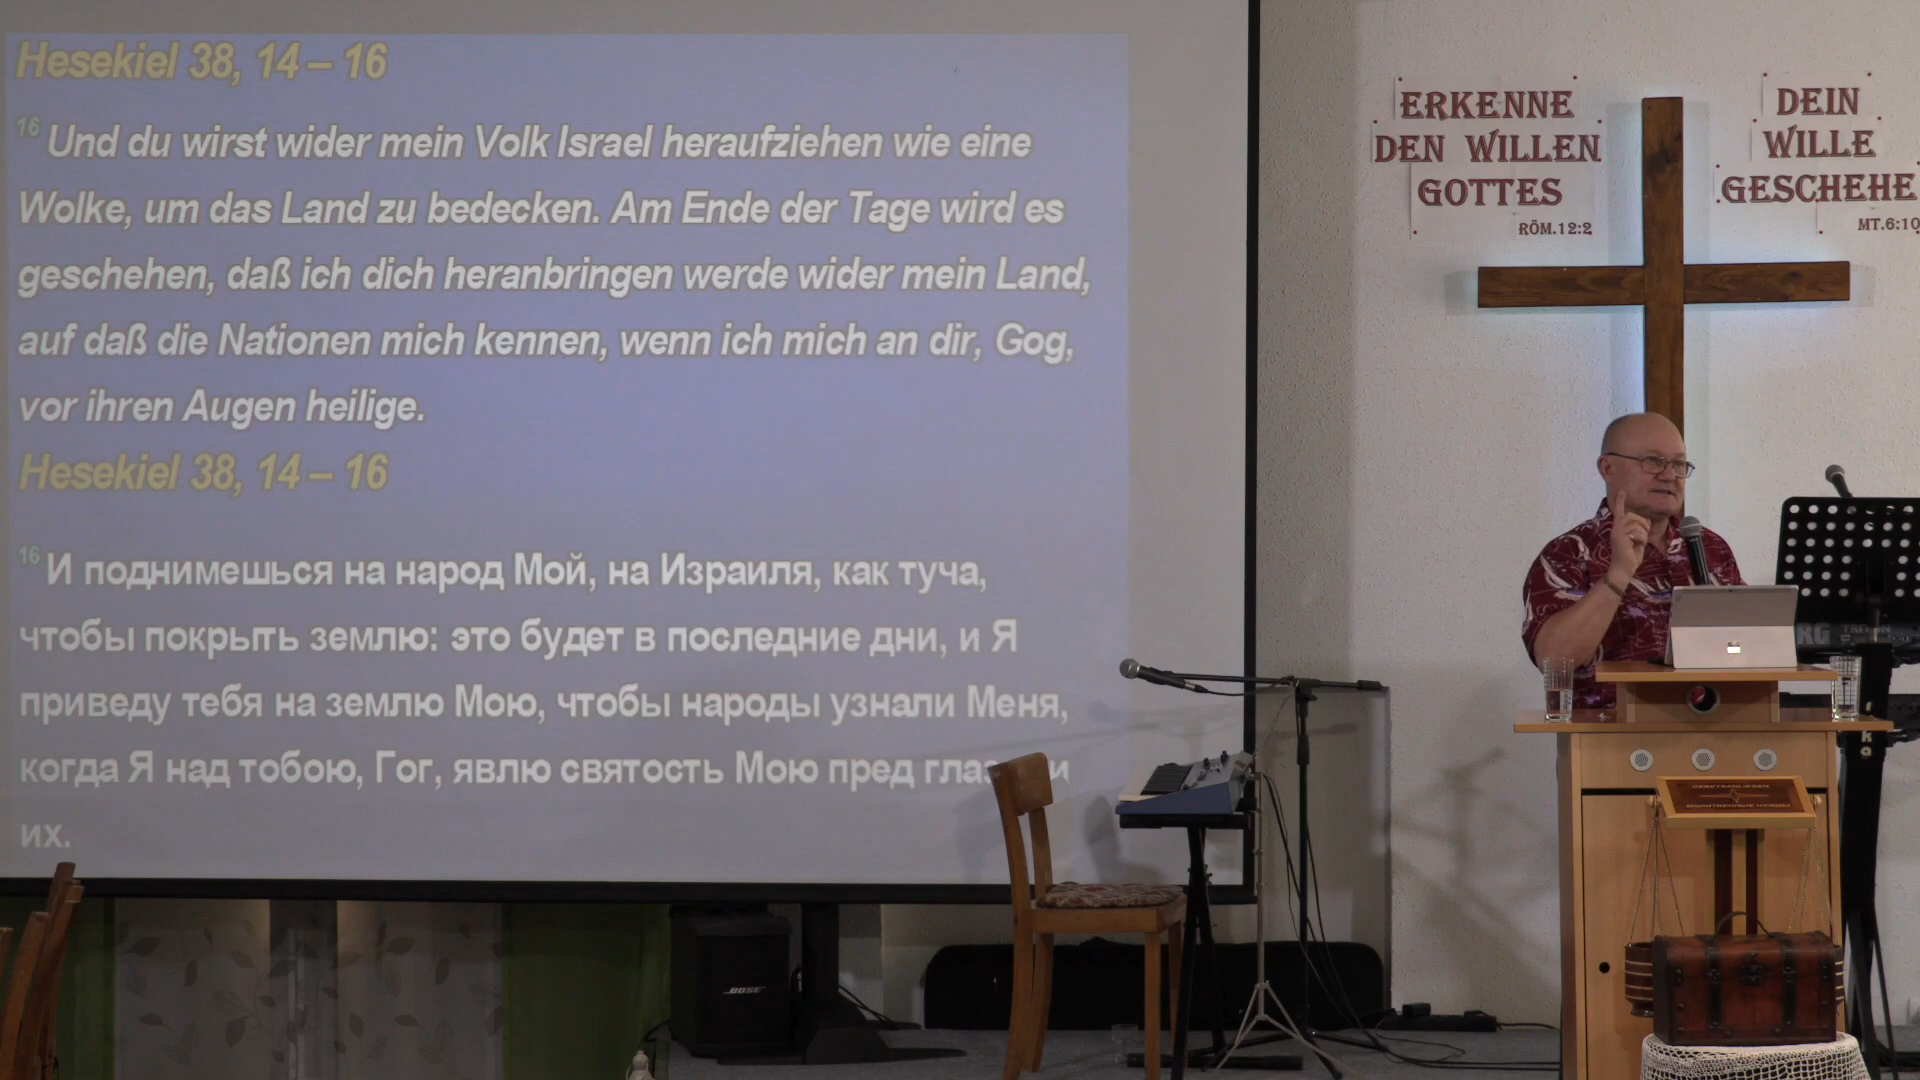 Hesekiel 38, 14 – 16
16 Und du wirst wider mein Volk Israel heraufziehen wie eine
Wolke, um das Land zu bedecken. Am Ende der Tage wird es
geschehen, daß ich dich heranbringen werde wider mein Land,
auf daß die Nationen mich kennen, wenn ich mich an dir, Gog,
vor ihren Augen heilige.
Hesekiel 38, 14 – 16
16 И поднимешься на народ Мой, на Израиля, как туча,
чтобы покрыть землю: это будет в последние дни, и Я
приведу тебя на землю Мою, чтобы народы узнали Меня,
когда Я над тобою, Гог, явлю святость Мою пред
их.
ERKENNE
DEN WILLEN
GOTTES
RÖM.12:2
DEIN
WILLE
GESCHEHE
MT.6:10
GEBETSANLIEGEN
МОЛИТВЕННЫЕ НУЖДЫ
BOSE